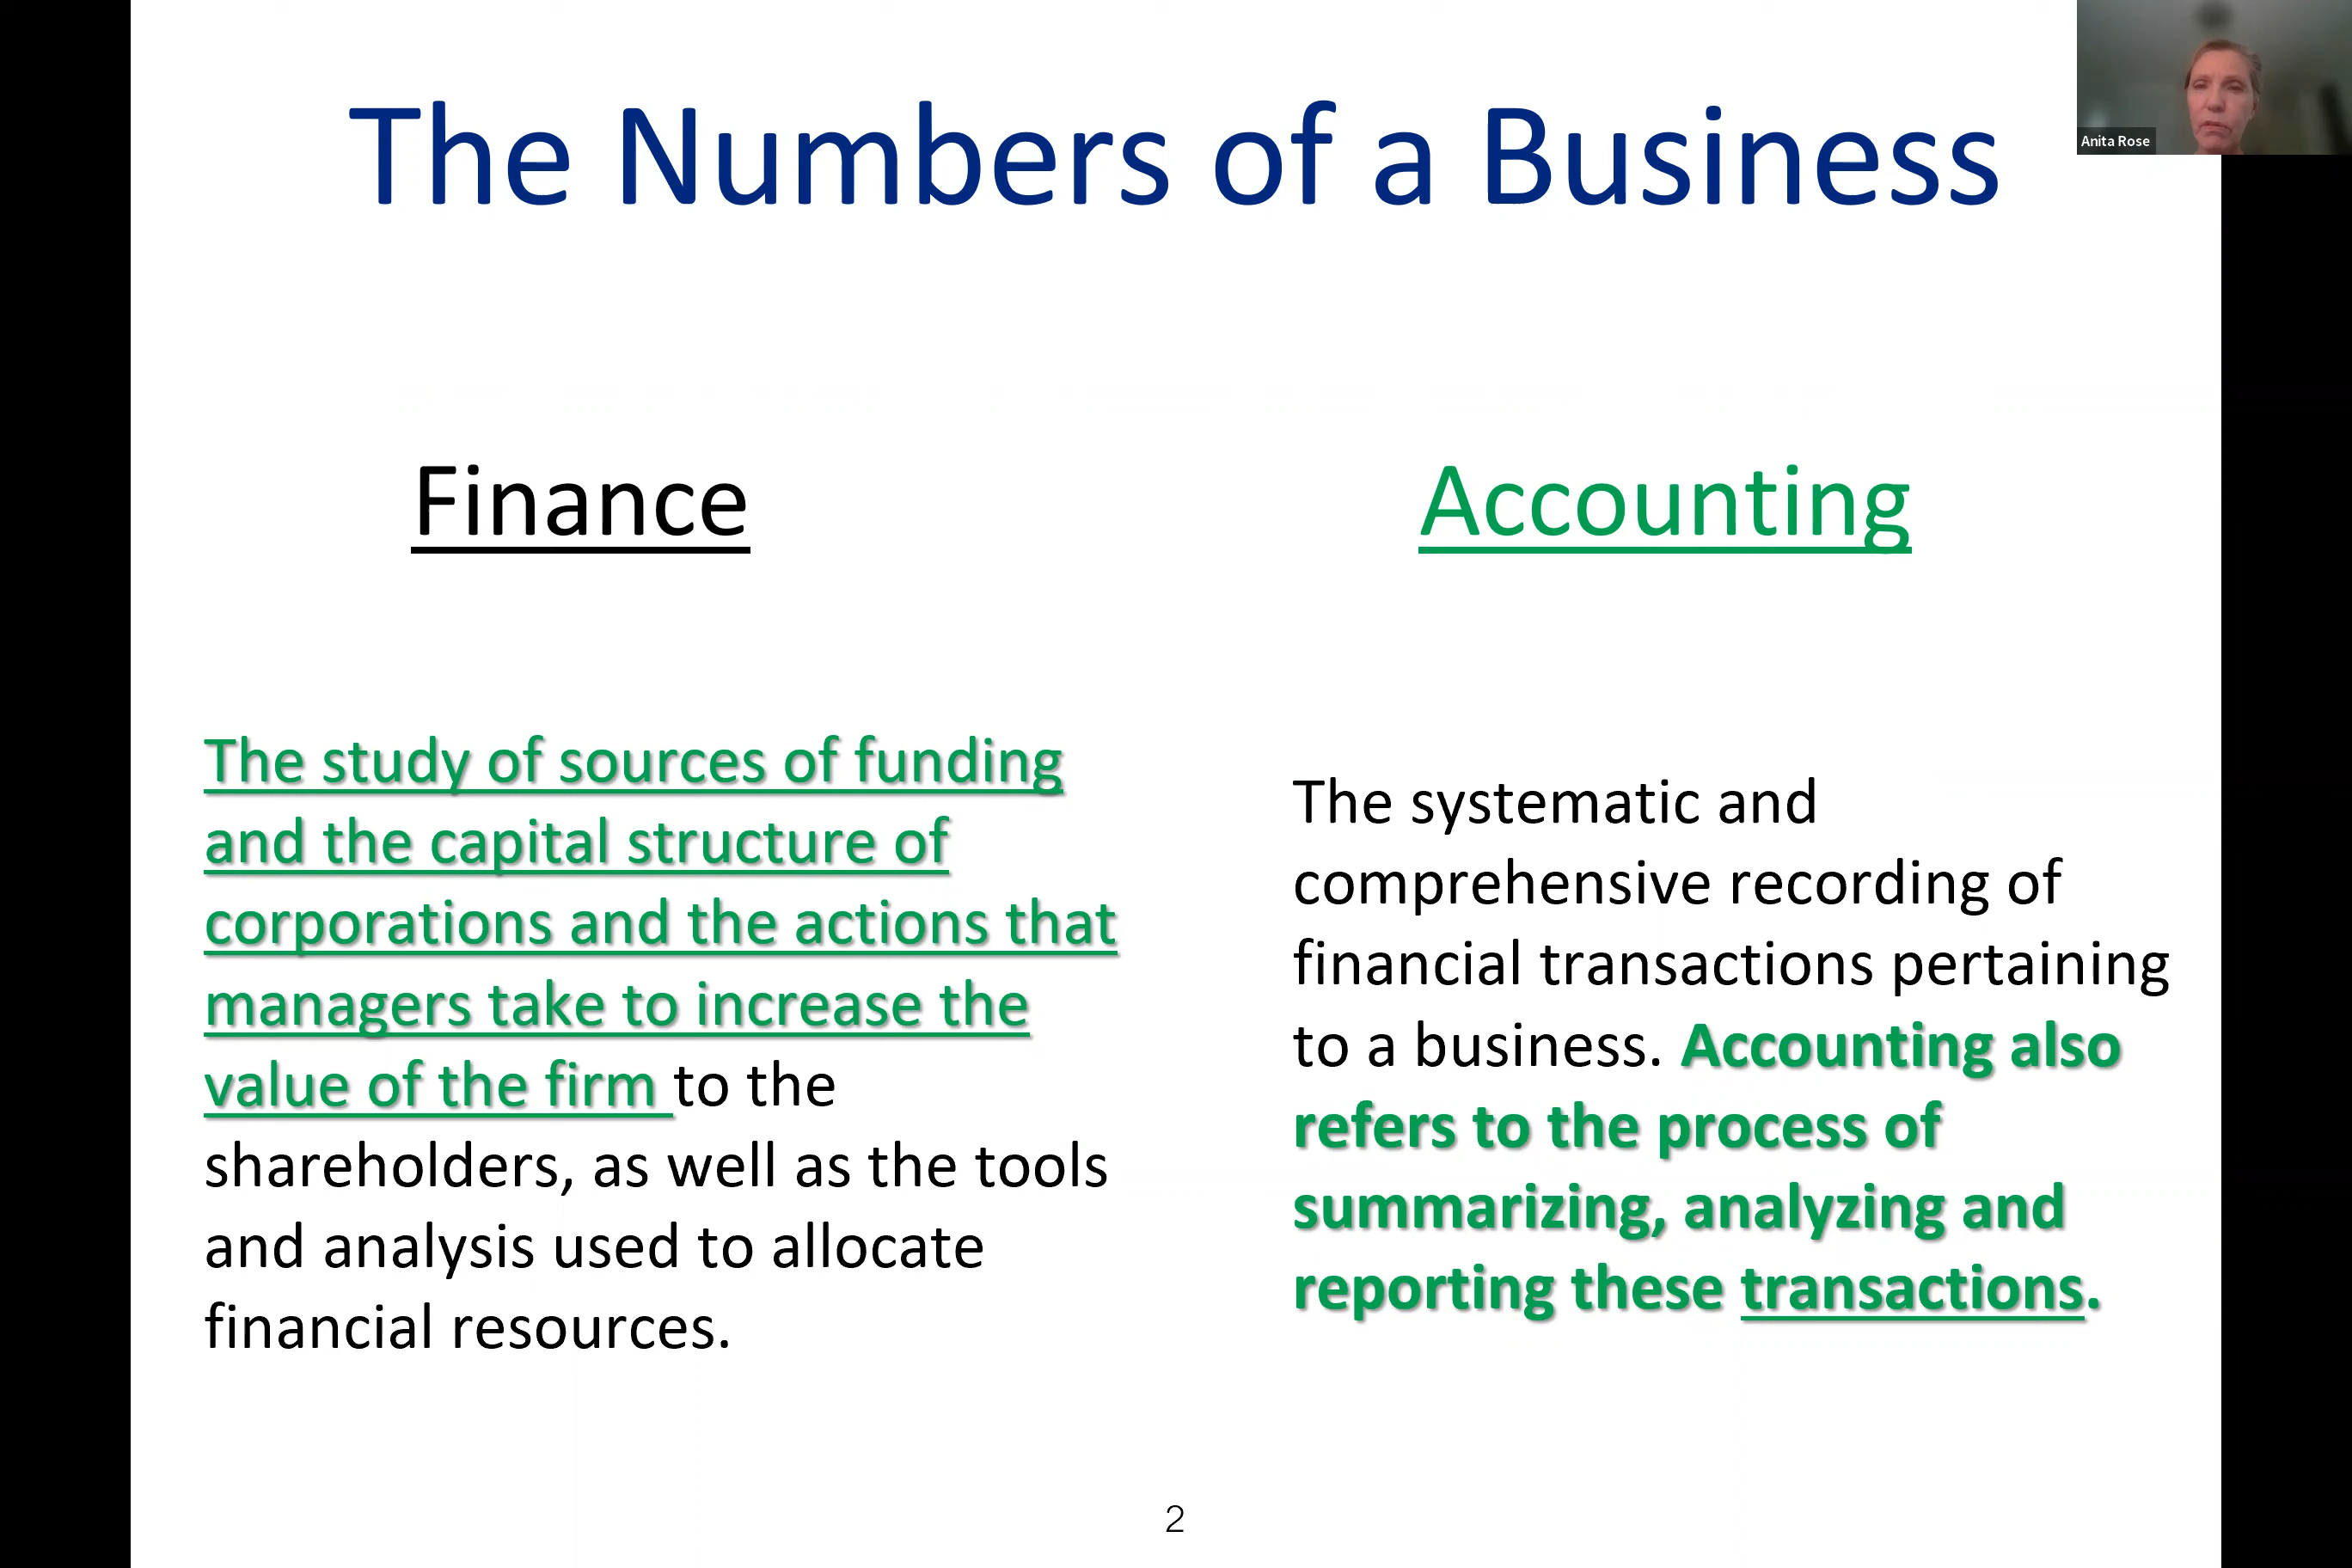 The Numbers of a Business
Anita Rose
Finance
The study of sources of funding
and the capital structure of
corporations and the actions that
managers take to increase the
value of the firm to the
shareholders, as well as the tools
and analysis used to allocate
financial resources.
Accounting
The systematic and
comprehensive recording of
financial transactions pertaining
to a business. Accounting also
refers to the process of
summarizing, analyzing and
reporting these transactions.
2